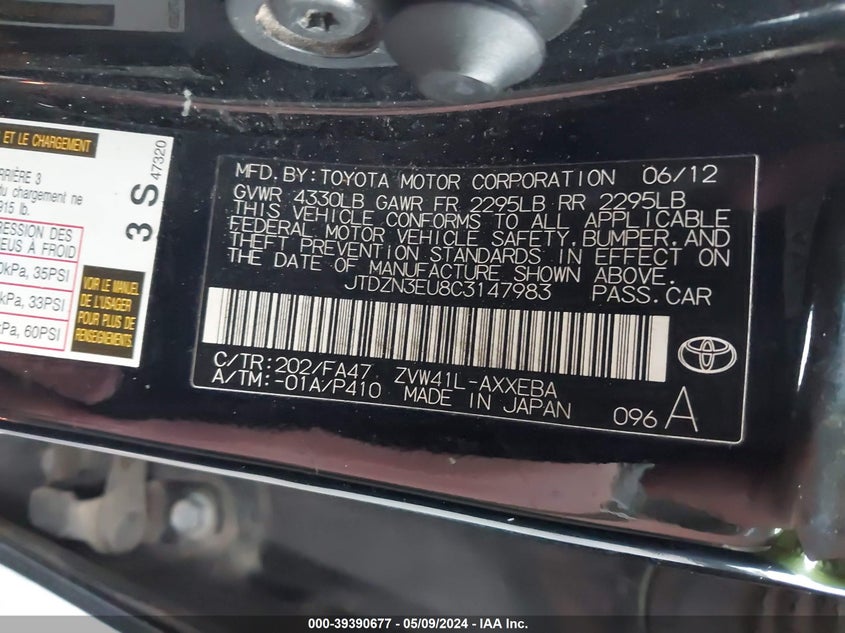 ET LE CHARGEMENT
RRIÈRE 3
du chargement ne
915 lb.
RESSION DES
NEUS À FROID
0kPa, 35PSI
kPa, 33PSI
Pa, 60PSI
3 S 47320
VOIR LE MANUEL
DE L'USAGER
POUR PLUS DE
RENSEIGNEMENTS
MFD. BY: TOYOTA MOTOR CORPORATION 06/12
GVWR 4330LB GAWR FR 2295LB RR 2295LB
THIS VEHICLE CONFORMS TO ALL APPLICABLE
FEDERAL MOTOR VEHICLE SAFETY, BUMPER, AND
THEFT PREVENTION STANDARDS IN EFFECT ON
THE DATE OF MANUFACTURE SHOWN ABOVE.
JTDZN3EU8C3147983 PASS.CAR
C/TR:202/FA47 ZVW41L-AXXEBA
A/TM:-01A/P410 MADE IN JAPAN
096 A
000-39390677 - 05/09/2024 - IAA Inc.